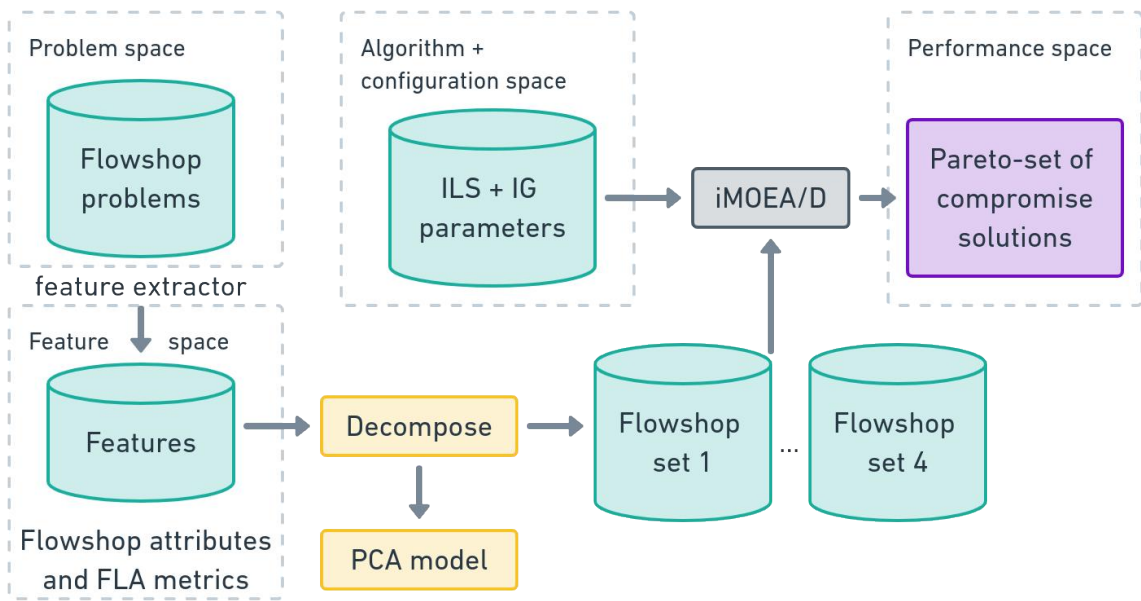 Problem space
Flowshop
problems
feature extractor
Feature space
Features
Flowshop attributes
and FLA metrics
Algorithm +
configuration space
ILS + IG
parameters
iMOEA/D
Performance space
Pareto-set of
compromise
solutions
Decompose
PCA model
Flowshop
set 1
...
Flowshop
set 4